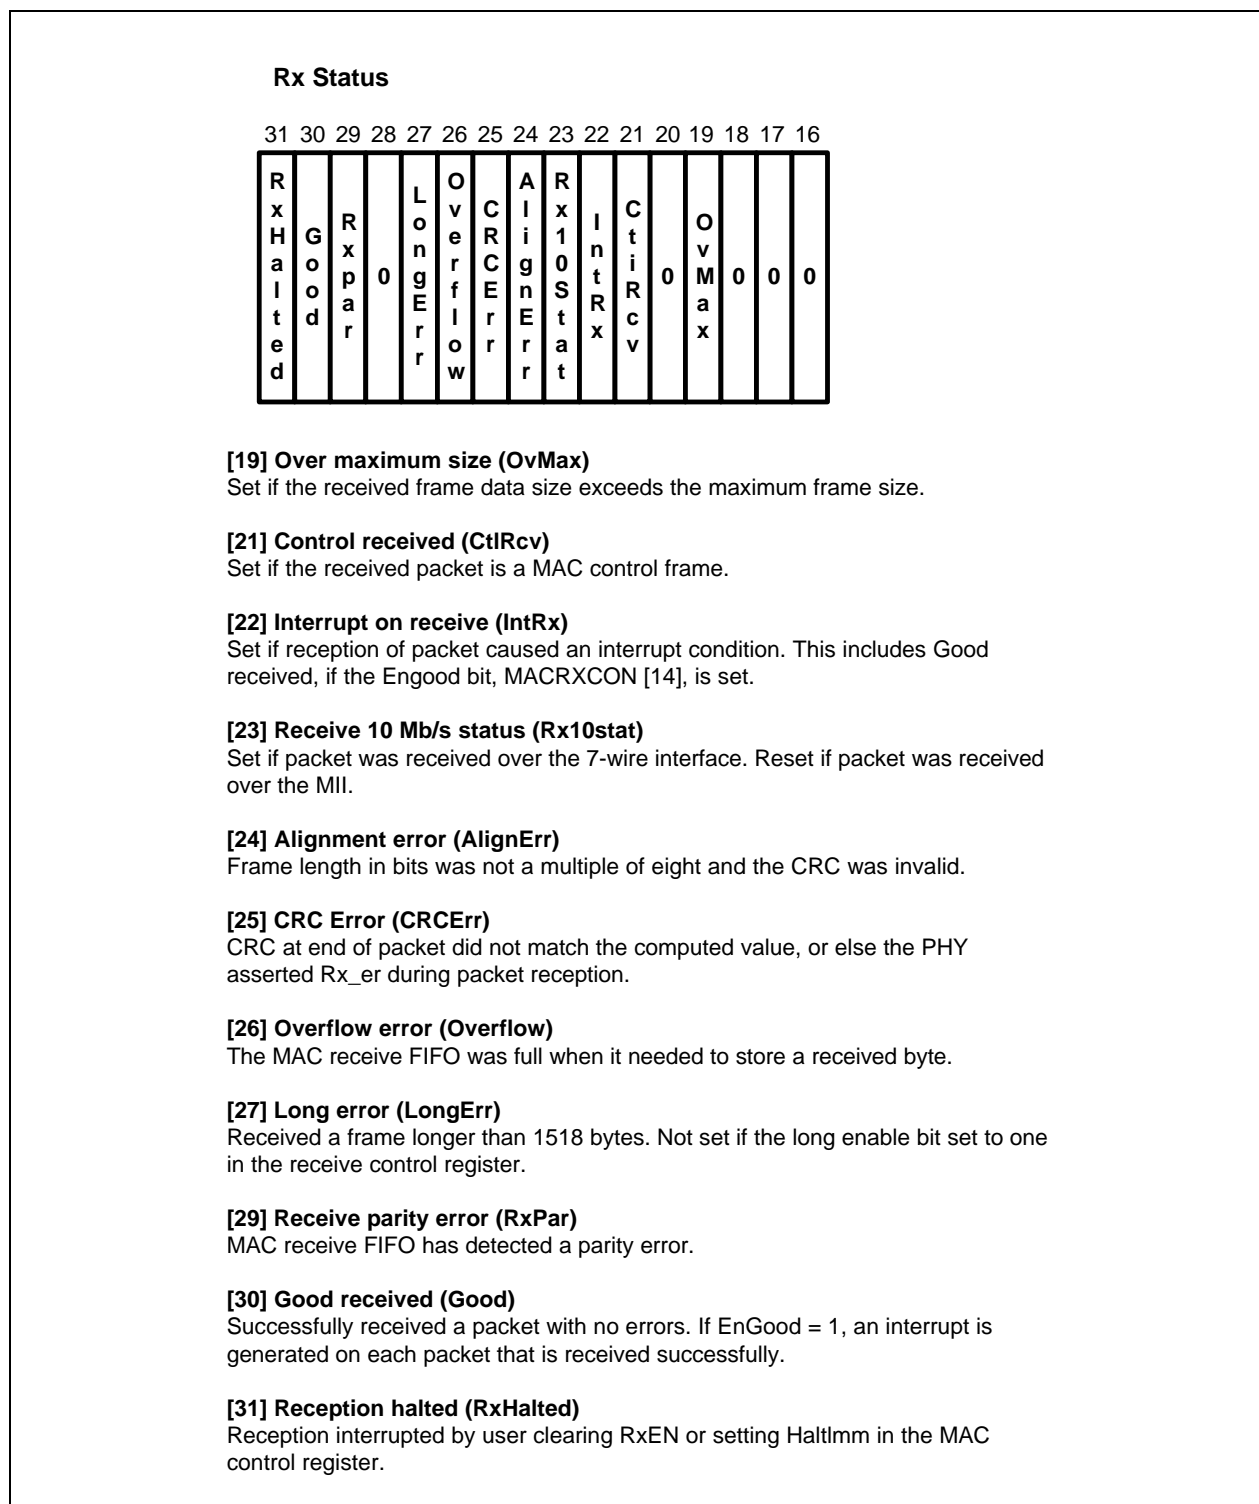 Rx Status
31 30 29 28 27 26 25 24 23 22 21 20 19 18 17 16
RxHalted Good Rxpar 0 LongErr Overflow CRCErr AlignErr Rx10Stat IntRx CtiRcv 0 OvMax 0 0 0
[19] Over maximum size (OvMax)
Set if the received frame data size exceeds the maximum frame size.
[21] Control received (CtlRcv)
Set if the received packet is a MAC control frame.
[22] Interrupt on receive (IntRx)
Set if reception of packet caused an interrupt condition. This includes Good
received, if the Engood bit, MACRXCON [14], is set.
[23] Receive 10 Mb/s status (Rx10stat)
Set if packet was received over the 7-wire interface. Reset if packet was received
over the MII.
[24] Alignment error (AlignErr)
Frame length in bits was not a multiple of eight and the CRC was invalid.
[25] CRC Error (CRCErr)
CRC at end of packet did not match the computed value, or else the PHY
asserted Rx_er during packet reception.
[26] Overflow error (Overflow)
The MAC receive FIFO was full when it needed to store a received byte.
[27] Long error (LongErr)
Received a frame longer than 1518 bytes. Not set if the long enable bit set to one
in the receive control register.
[29] Receive parity error (RxPar)
MAC receive FIFO has detected a parity error.
[30] Good received (Good)
Successfully received a packet with no errors. If EnGood = 1, an interrupt is
generated on each packet that is received successfully.
[31] Reception halted (RxHalted)
Reception interrupted by user clearing RxEN or setting HaltImm in the MAC
control register.